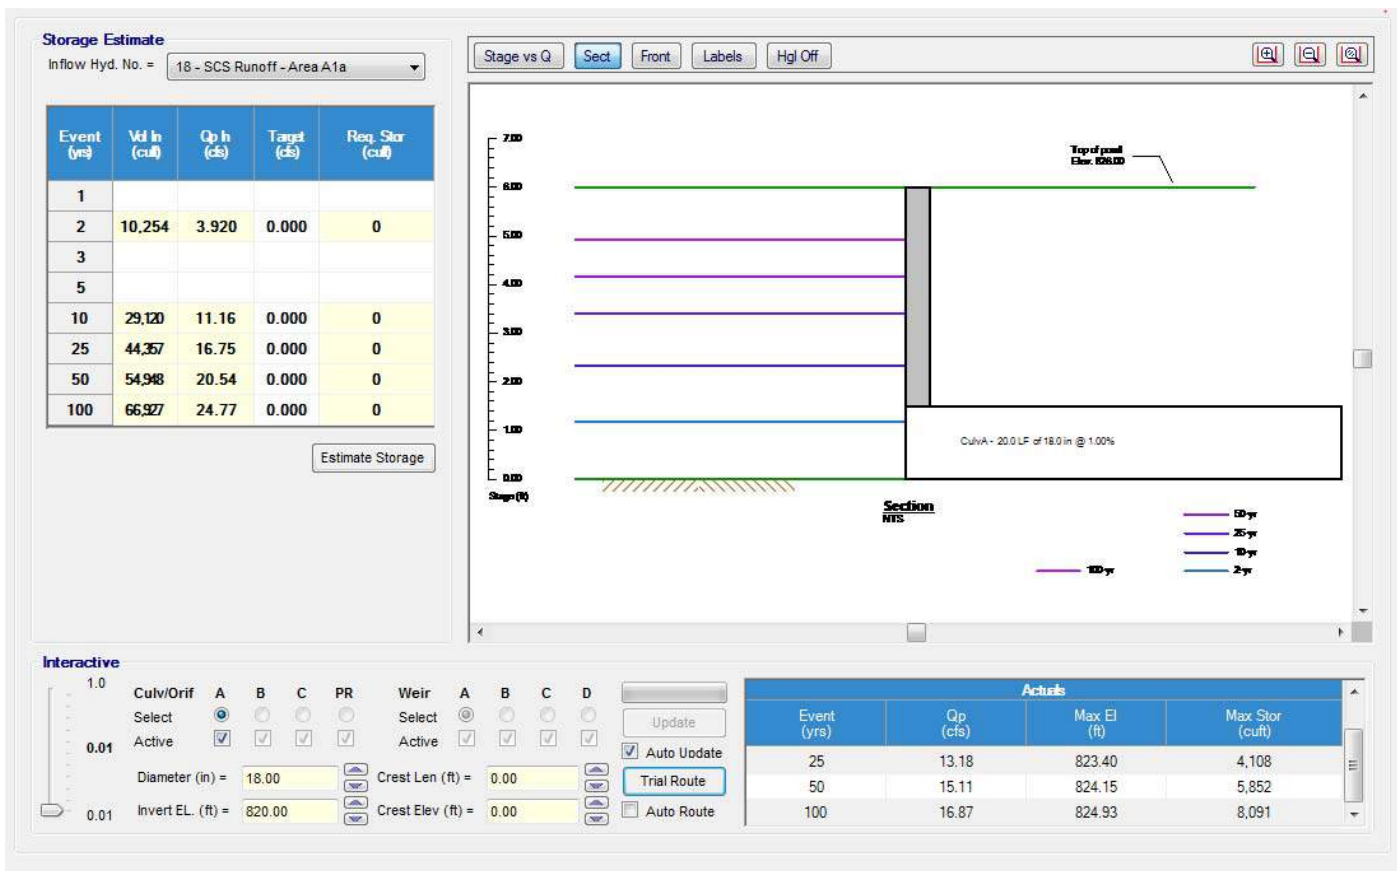 Storage Estimate
Inflow Hyd. No. = 18 - SCS Runoff - Area A1a
Event (yrs) Vol In (cuft) Qp In (cfs) Target (cfs) Req. Stor (cuft)
1
2 10,254 3.920 0.000 0
3
5
10 29,120 11.16 0.000 0
25 44,357 16.75 0.000 0
50 54,948 20.54 0.000 0
100 66,927 24.77 0.000 0
Estimate Storage
Stage vs Q Sect Front Labels Hgl Off
7.00
6.00
5.00
4.00
3.00
2.00
1.00
0.00
Stage (ft)
Top of pond
Elev. 826.00
CulvA - 20.0 LF of 18.0 in @ 1.00%
Section
NTS
50-yr
25-yr
10-yr
100-yr 2-yr
Interactive
1.0
0.01
0.01
Culv/Orif A B C PR Weir A B C D
Select Select
Active Active
Diameter (in) = 18.00 Crest Len (ft) = 0.00
Invert EL. (ft) = 820.00 Crest Elev (ft) = 0.00
Update
Auto Update
Trial Route
Auto Route
Actuals
Event (yrs) Qp (cfs) Max El (ft) Max Stor (cuft)
25 13.18 823.40 4,108
50 15.11 824.15 5,852
100 16.87 824.93 8,091